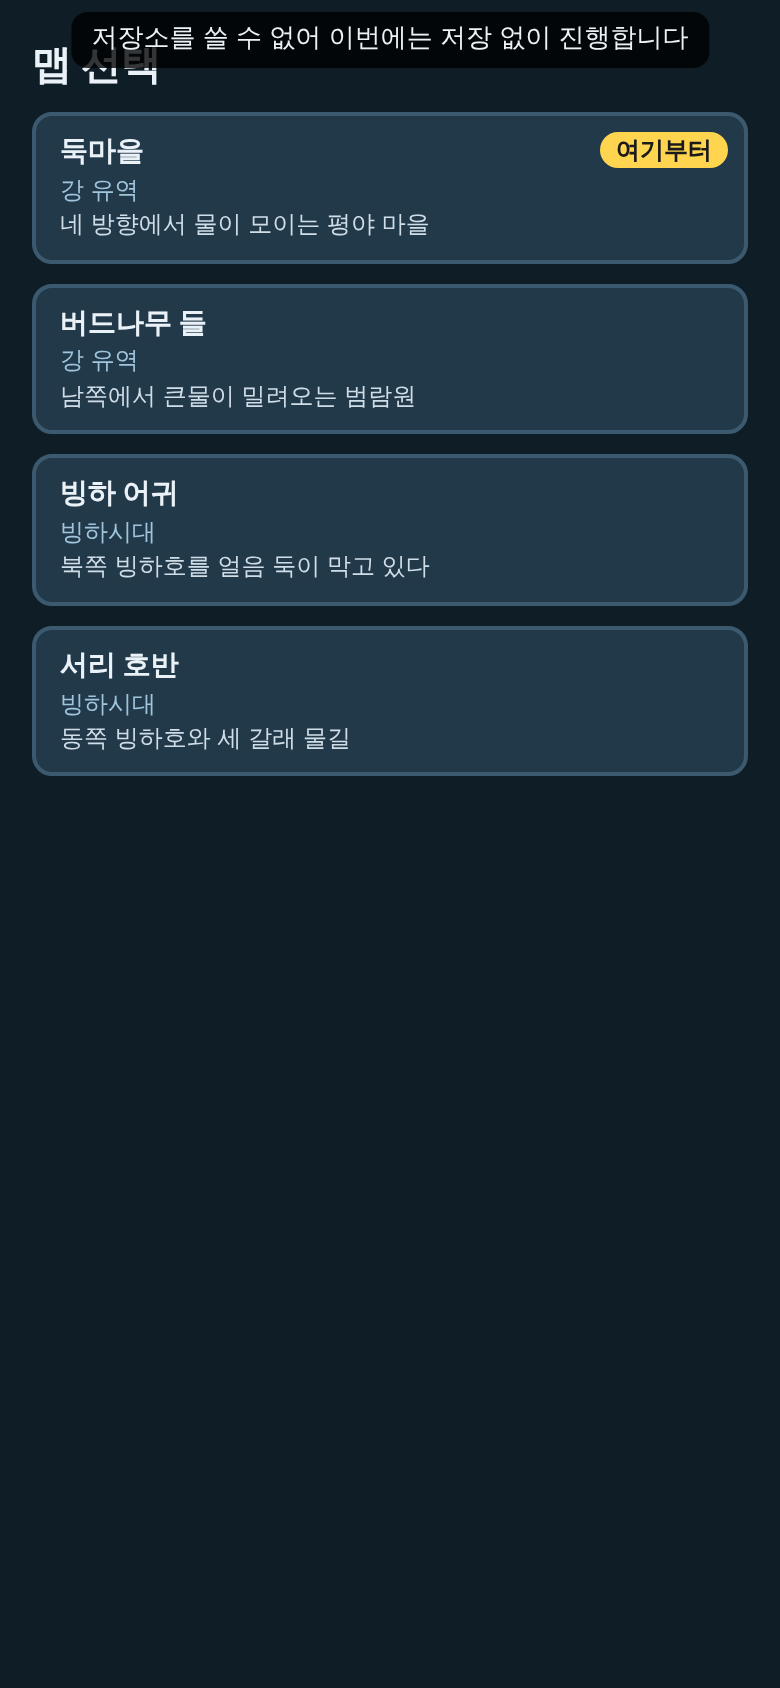 저장소를 쓸 수 없어 이번에는 저장 없이 진행합니다
맵 선택
둑마을
여기부터
강 유역
네 방향에서 물이 모이는 평야 마을
버드나무 들
강 유역
남쪽에서 큰물이 밀려오는 범람원
빙하 어귀
빙하시대
북쪽 빙하호를 얼음 둑이 막고 있다
서리 호반
빙하시대
동쪽 빙하호와 세 갈래 물길